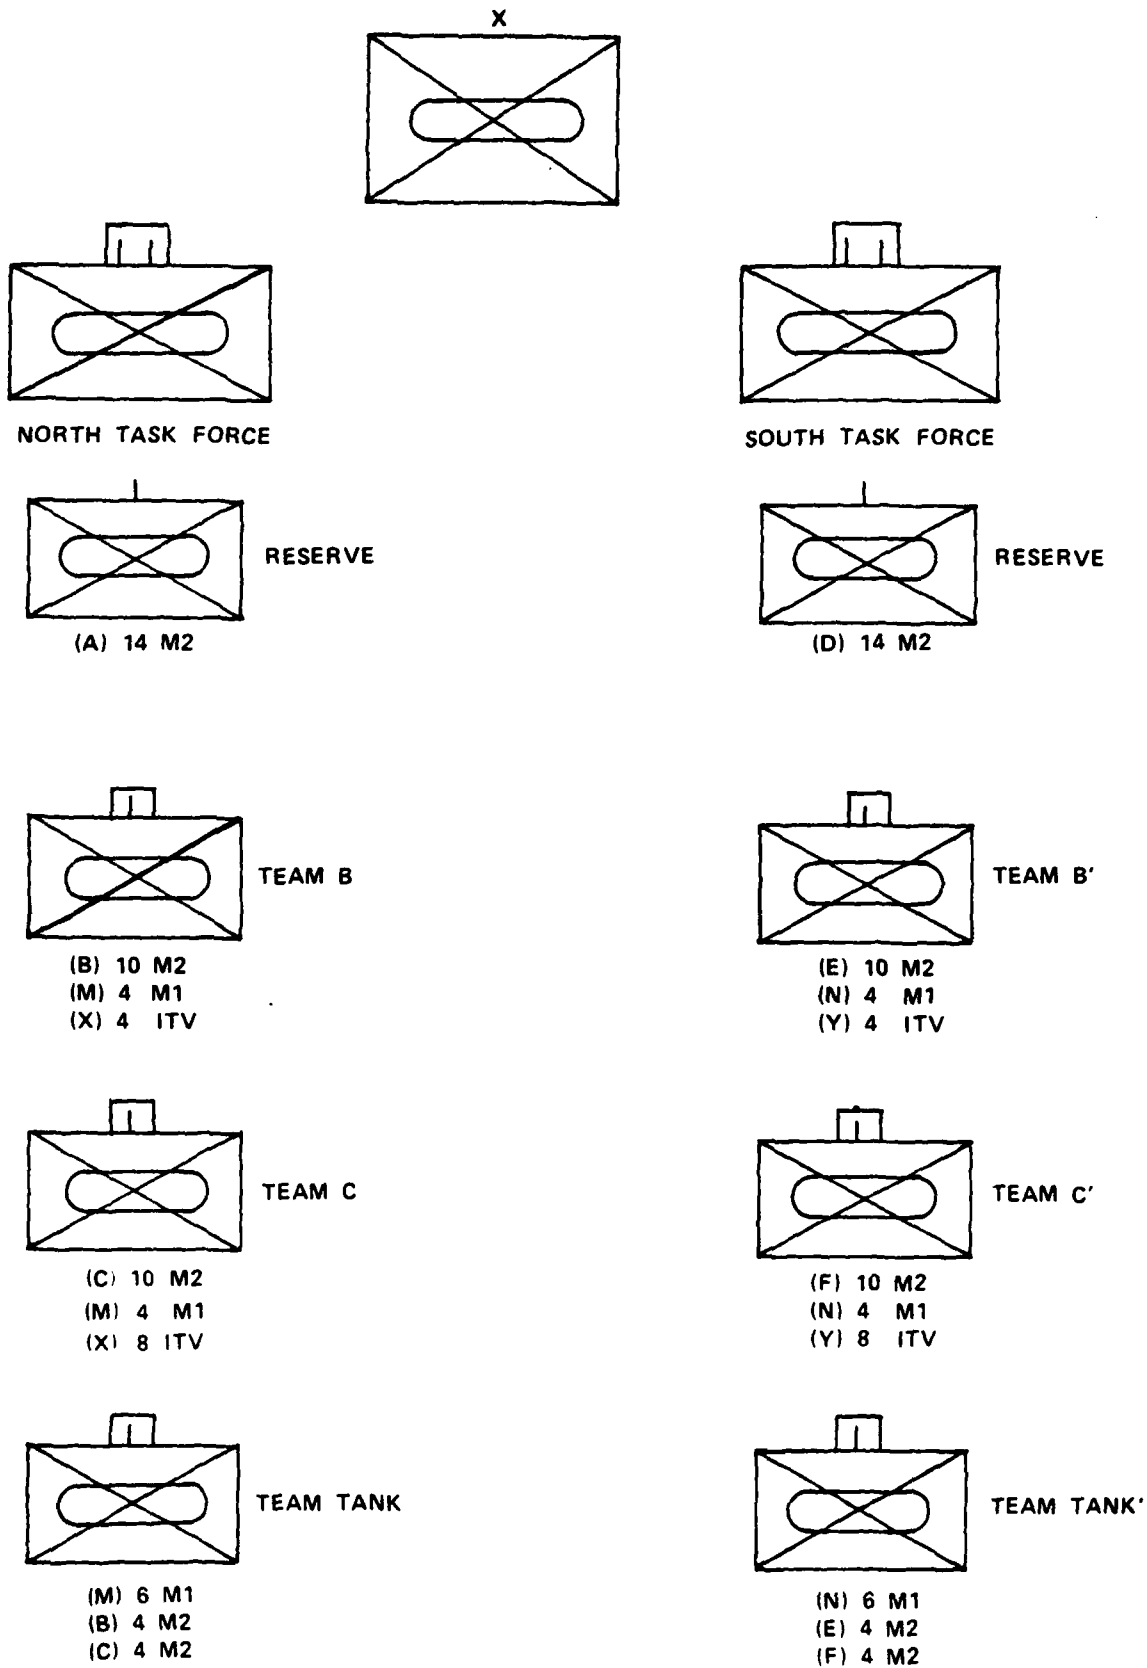 X
NORTH TASK FORCE
SOUTH TASK FORCE
RESERVE
(A) 14 M2
RESERVE
(D) 14 M2
TEAM B
(B) 10 M2
(M) 4 M1
(X) 4 ITV
TEAM B'
(E) 10 M2
(N) 4 M1
(Y) 4 ITV
TEAM C
(C) 10 M2
(M) 4 M1
(X) 8 ITV
TEAM C'
(F) 10 M2
(N) 4 M1
(Y) 8 ITV
TEAM TANK
(M) 6 M1
(B) 4 M2
(C) 4 M2
TEAM TANK'
(N) 6 M1
(E) 4 M2
(F) 4 M2